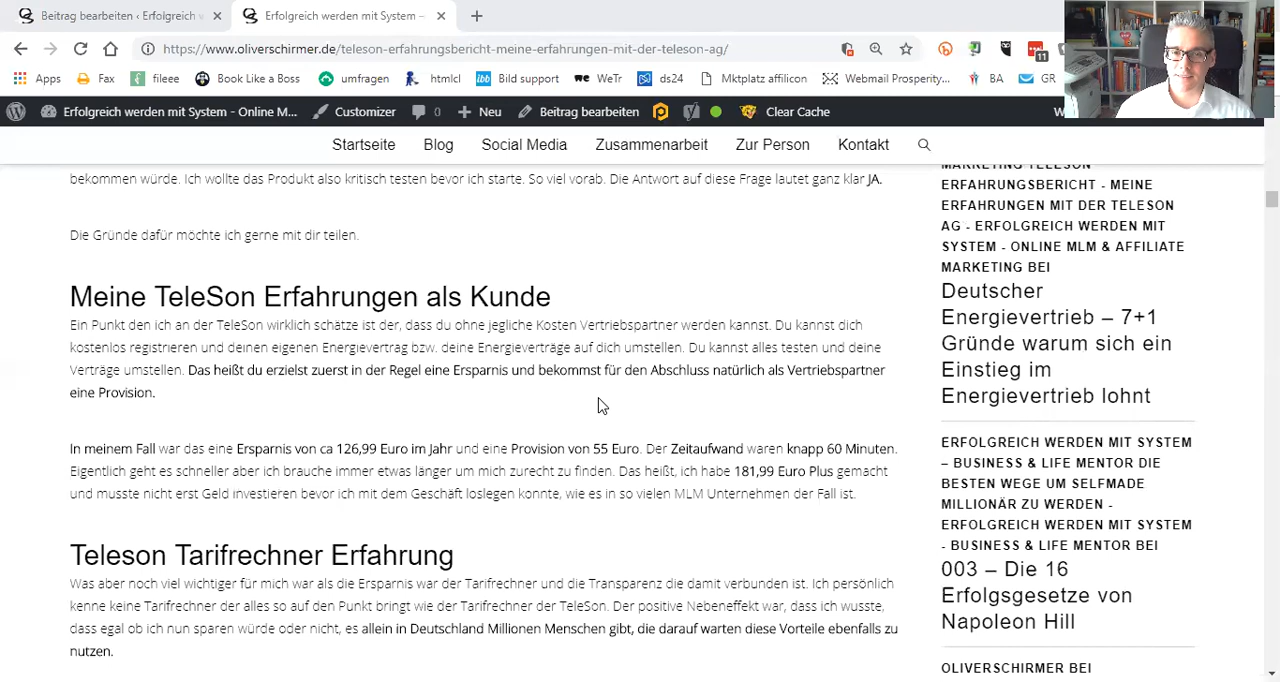 Beitrag bearbeiten ‹ Erfolgreich
Erfolgreich werden mit System –
https://www.oliverschirmer.de/teleson-erfahrungsbericht-meine-erfahrungen-mit-der-teleson-ag/
11
Apps
Fax
fileee
Book Like a Boss
umfragen
htmlcl
ibb
Bild support
WeTr
ds24
Mktplatz affilicon
Webmail Prosperity...
BA
GR
Erfolgreich werden mit System - Online M...
Customizer
0
Neu
Beitrag bearbeiten
Clear Cache
Startseite
Blog
Social Media
Zusammenarbeit
Zur Person
Kontakt
bekommen würde. Ich wollte das Produkt also kritisch testen bevor ich starte. So viel vorab. Die Antwort auf diese Frage lautet ganz klar JA.
Die Gründe dafür möchte ich gerne mit dir teilen.
Meine TeleSon Erfahrungen als Kunde
Ein Punkt den ich an der TeleSon wirklich schätze ist der, dass du ohne jegliche Kosten Vertriebspartner werden kannst. Du kannst dich
kostenlos registrieren und deinen eigenen Energievertrag bzw. deine Energieverträge auf dich umstellen. Du kannst alles testen und deine
Verträge umstellen. Das heißt du erzielst zuerst in der Regel eine Ersparnis und bekommst für den Abschluss natürlich als Vertriebspartner
eine Provision.
In meinem Fall war das eine Ersparnis von ca 126,99 Euro im Jahr und eine Provision von 55 Euro. Der Zeitaufwand waren knapp 60 Minuten.
Eigentlich geht es schneller aber ich brauche immer etwas länger um mich zurecht zu finden. Das heißt, ich habe 181,99 Euro Plus gemacht
und musste nicht erst Geld investieren bevor ich mit dem Geschäft loslegen konnte, wie es in so vielen MLM Unternehmen der Fall ist.
Teleson Tarifrechner Erfahrung
Was aber noch viel wichtiger für mich war als die Ersparnis war der Tarifrechner und die Transparenz die damit verbunden ist. Ich persönlich
kenne keine Tarifrechner der alles so auf den Punkt bringt wie der Tarifrechner der TeleSon. Der positive Nebeneffekt war, dass ich wusste,
dass egal ob ich nun sparen würde oder nicht, es allein in Deutschland Millionen Menschen gibt, die darauf warten diese Vorteile ebenfalls zu
nutzen.
MARKETING TELESON
ERFAHRUNGSBERICHT - MEINE
ERFAHRUNGEN MIT DER TELESON
AG - ERFOLGREICH WERDEN MIT
SYSTEM - ONLINE MLM & AFFILIATE
MARKETING BEI
Deutscher
Energievertrieb – 7+1
Gründe warum sich ein
Einstieg im
Energievertrieb lohnt
ERFOLGREICH WERDEN MIT SYSTEM
– BUSINESS & LIFE MENTOR DIE
BESTEN WEGE UM SELFMADE
MILLIONÄR ZU WERDEN -
ERFOLGREICH WERDEN MIT SYSTEM
- BUSINESS & LIFE MENTOR BEI
003 – Die 16
Erfolgsgesetze von
Napoleon Hill
OLIVERSCHIRMER BEI